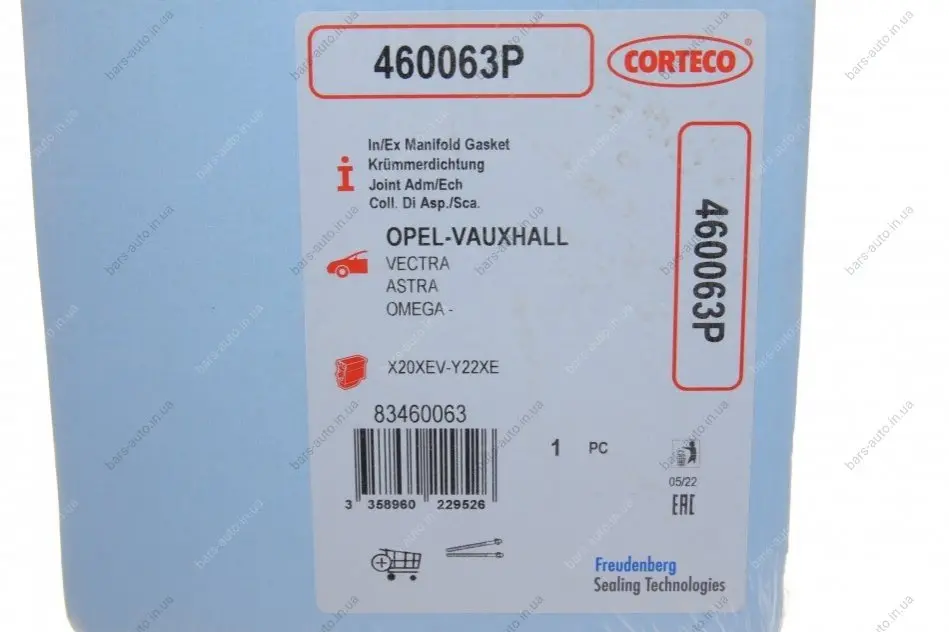 460063P
CORTECO®
In/Ex Manifold Gasket
Krümmerdichtung
Joint Adm/Ech
Coll. Di Asp./Sca.
460063P
OPEL-VAUXHALL
VECTRA
ASTRA
OMEGA -
X20XEV-Y22XE
83460063
1 PC
3 358960 229526
05/22
EAC
Freudenberg
Sealing Technologies
bars-auto.in.ua